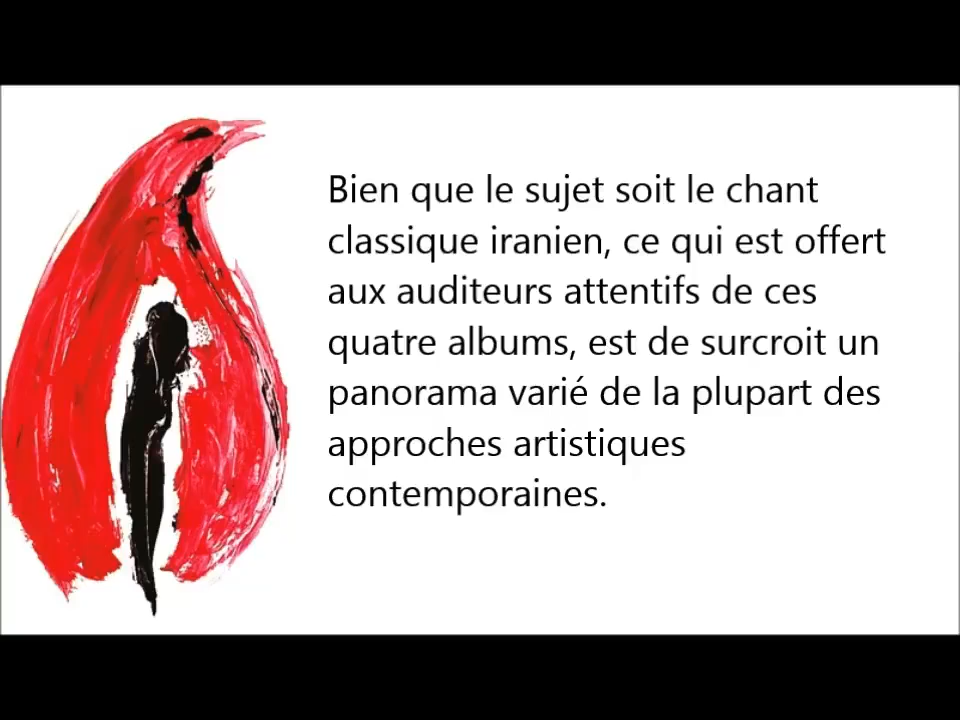 Bien que le sujet soit le chant
classique iranien, ce qui est offert
aux auditeurs attentifs de ces
quatre albums, est de surcroit un
panorama varié de la plupart des
approches artistiques
contemporaines.